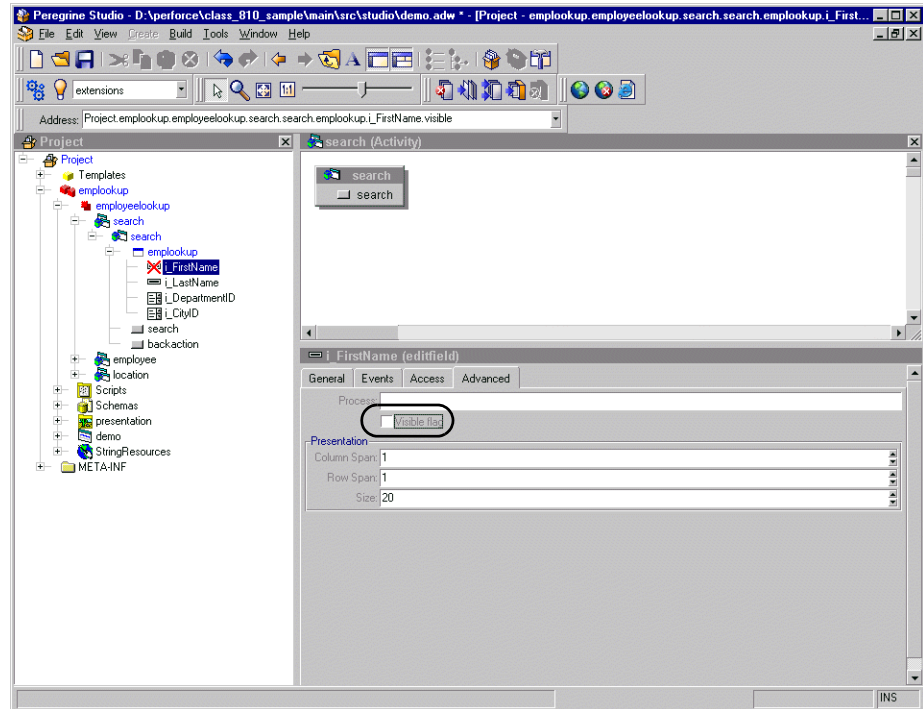 Peregrine Studio - D:\perforce\class_810_sample\main\src\studio\demo.adw * - [Project - emplookup.employeelookup.search.search.emplookup.i_First...
File Edit View Create Build Tools Window Help
A
extensions
1:1
Address: Project.emplookup.employeelookup.search.search.emplookup.i_FirstName.visible
Project
Project
Templates
emplookup
employeelookup
search
search
emplookup
i_FirstName
i_LastName
i_DepartmentID
i_CityID
search
backaction
employee
location
Scripts
Schemas
presentation
demo
StringResources
META-INF
search (Activity)
search
search
i_FirstName (editfield)
General Events Access Advanced
Process:
Visible flag
Presentation
Column Span: 1
Row Span: 1
Size: 20
INS